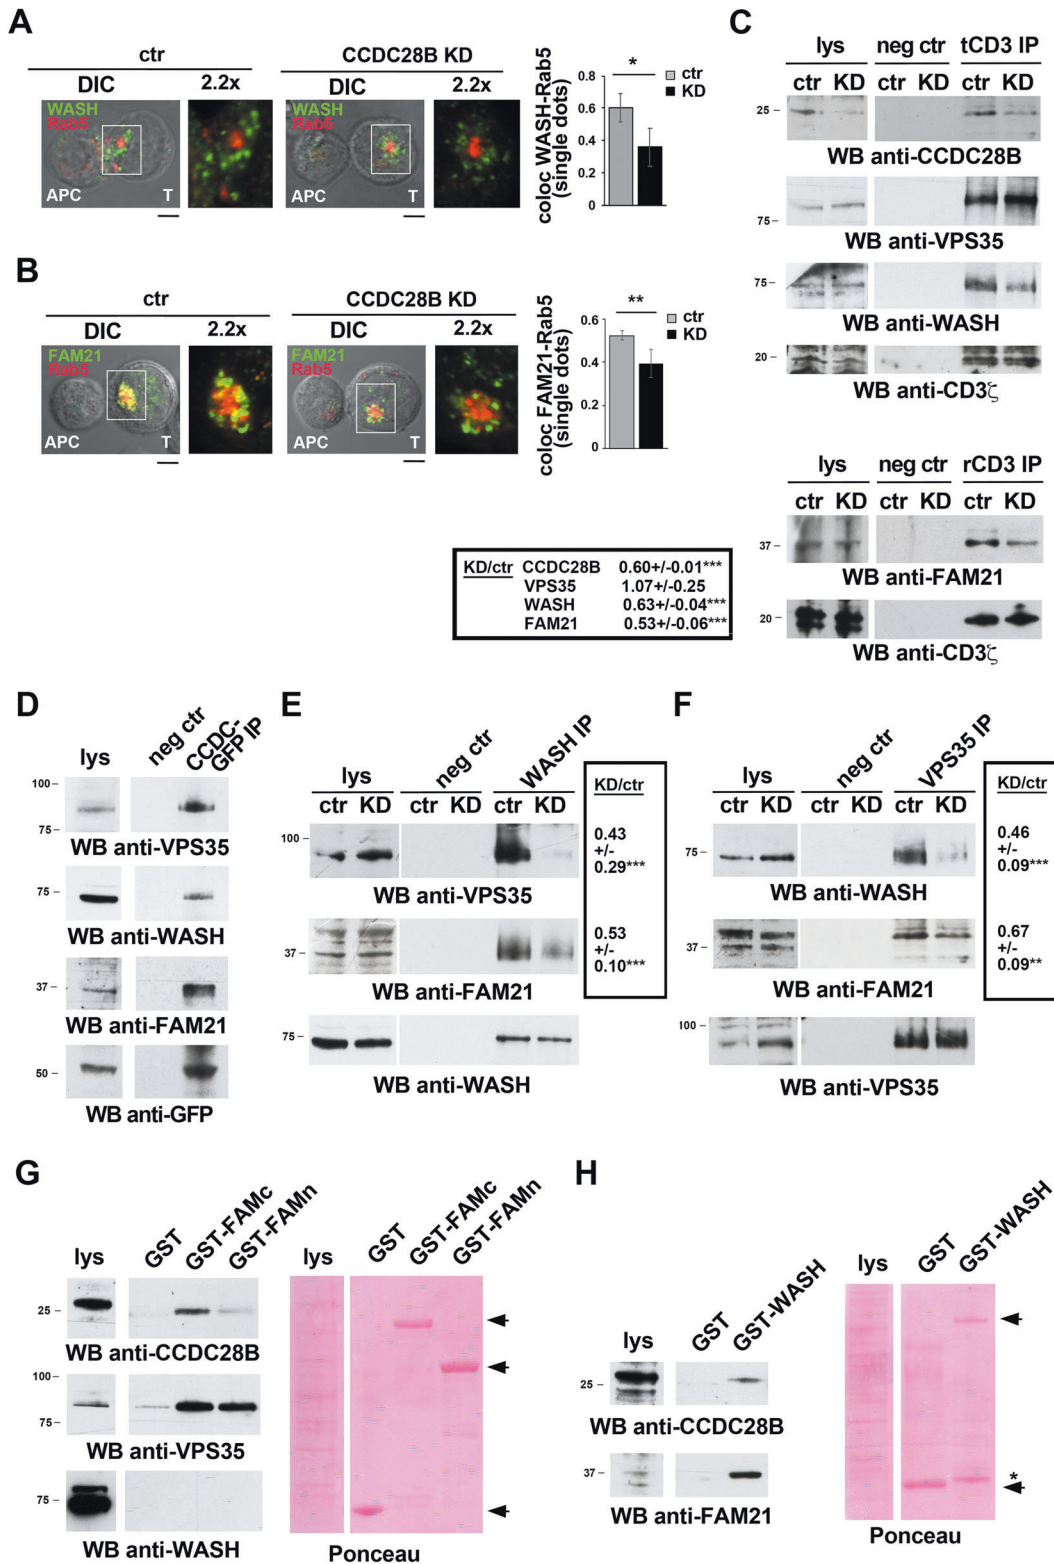 A
ctr
CCDC28B KD
DIC
2.2x
DIC
2.2x
WASH
Rab5
APC
T
WASH
Rab5
APC
T
coloc WASH-Rab5
(single dots)
0.8
0.6
0.4
0.2
0
*
ctr
KD
B
ctr
CCDC28B KD
DIC
2.2x
DIC
2.2x
FAM21
Rab5
APC
T
FAM21
Rab5
APC
T
coloc FAM21-Rab5
(single dots)
0.6
0.4
0.2
0
**
ctr
KD
KD/ctr CCDC28B 0.60+/-0.01***
VPS35 1.07+/-0.25
WASH 0.63+/-0.04***
FAM21 0.53+/-0.06***
C
lys neg ctr tCD3 IP
ctr KD ctr KD ctr KD
25
WB anti-CCDC28B
75
WB anti-VPS35
75
WB anti-WASH
20
WB anti-CD3ζ
lys neg ctr rCD3 IP
ctr KD ctr KD ctr KD
37
WB anti-FAM21
20
WB anti-CD3ζ
D
lys
neg ctr
CCDC-
GFP IP
100
75
WB anti-VPS35
75
WB anti-WASH
37
WB anti-FAM21
50
WB anti-GFP
E
lys
neg ctr
WASH IP
ctr KD ctr KD ctr KD
KD/ctr
100
0.43
+/-
0.29***
WB anti-VPS35
37
0.53
+/-
0.10***
WB anti-FAM21
75
WB anti-WASH
F
lys
neg ctr
VPS35 IP
ctr KD ctr KD ctr KD
KD/ctr
75
0.46
+/-
0.09***
WB anti-WASH
37
0.67
+/-
0.09**
WB anti-FAM21
100
WB anti-VPS35
G
lys
GST
GST-FAMc
GST-FAMn
25
WB anti-CCDC28B
100
75
WB anti-VPS35
75
WB anti-WASH
lys
GST
GST-FAMc
GST-FAMn
Ponceau
H
lys
GST
GST-WASH
25
WB anti-CCDC28B
37
WB anti-FAM21
lys
GST
GST-WASH
*
Ponceau